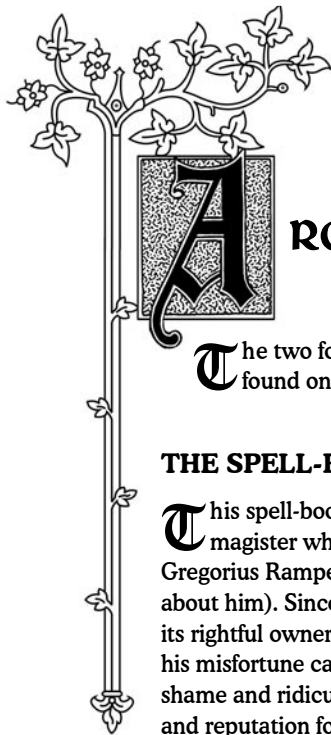 A RO
The two fo
found on
THE SPELL-B
This spell-boo
magister wh
Gregorius Rampe
about him). Since
its rightful owner
his misfortune ca
shame and ridicu
and reputation fo